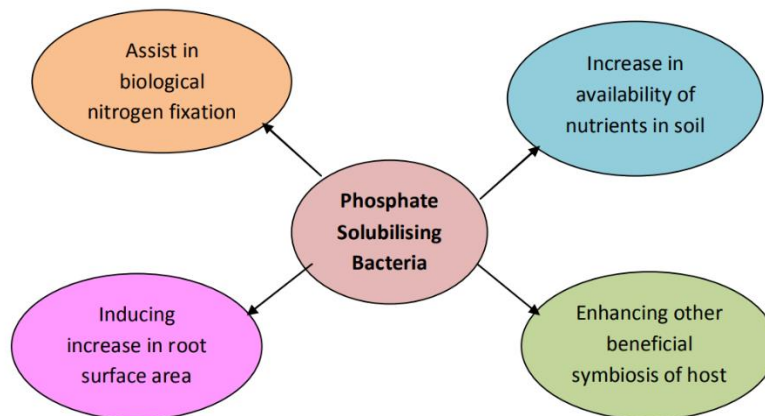 Assist in
biological
nitrogen fixation
Increase in
availability of
nutrients in soil
Phosphate
Solubilising
Bacteria
Inducing
increase in root
surface area
Enhancing other
beneficial
symbiosis of host